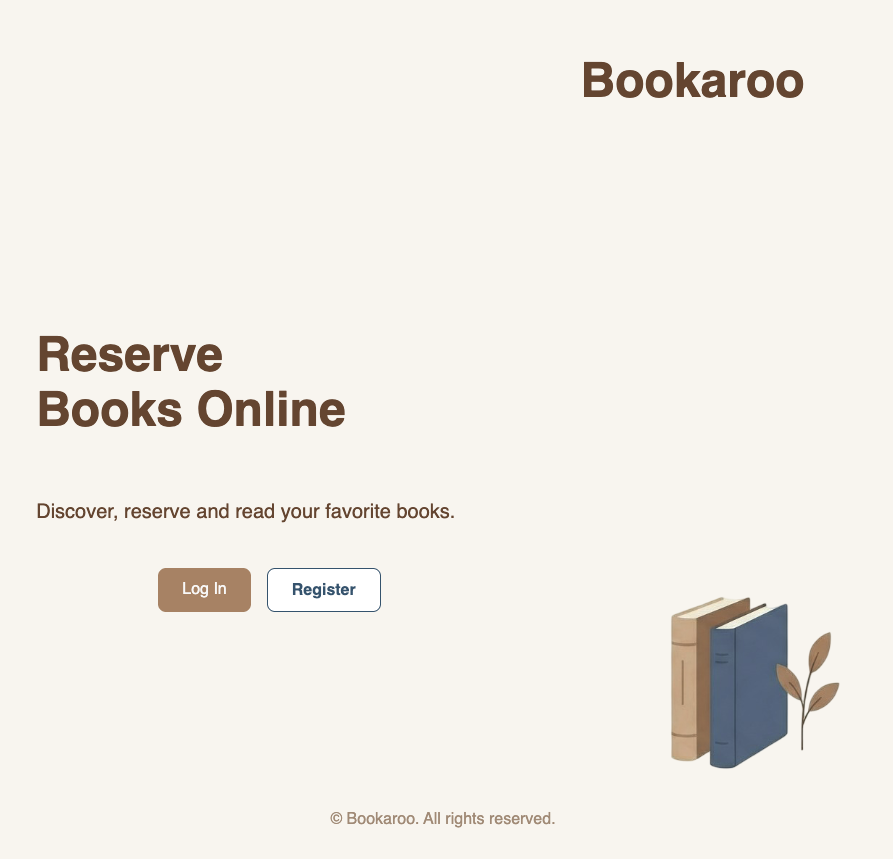 Bookaroo
Reserve
Books Online
Discover, reserve and read your favorite books.
Log In
Register
© Bookaroo. All rights reserved.